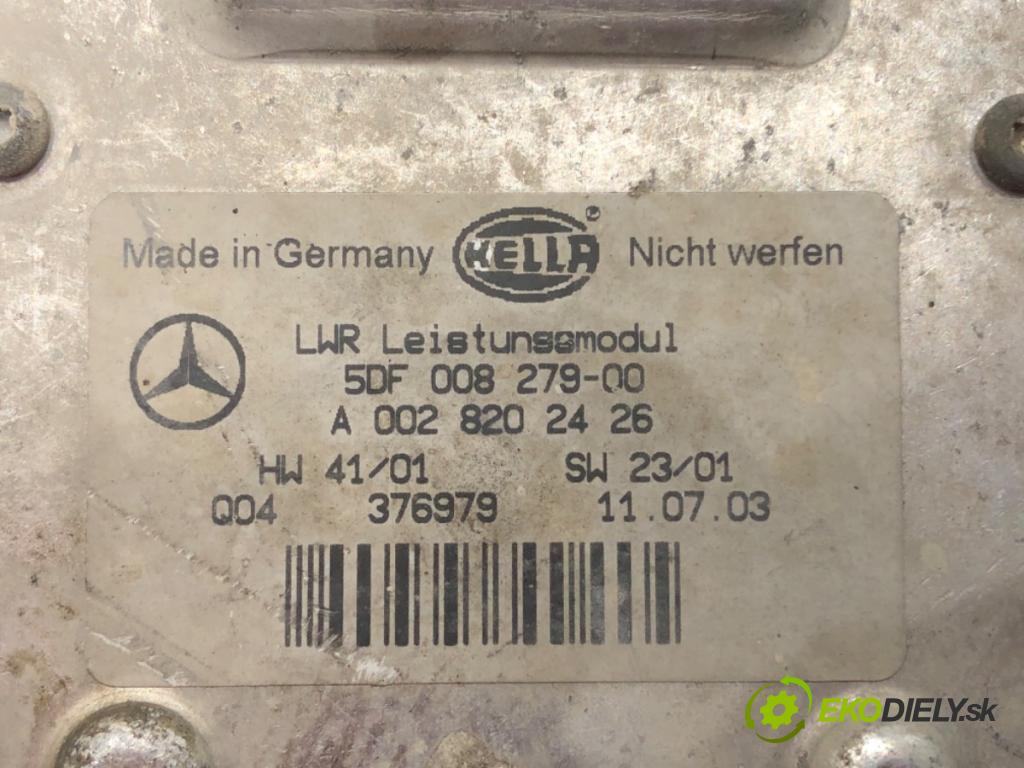 Made in Germany HELLA ® Nicht werfen
LWR Leistungsmodul
5DF 008 279-00
A 002 820 24 26
HW 41/01 SW 23/01
Q04 376979 11.07.03
EKODIELY.sk